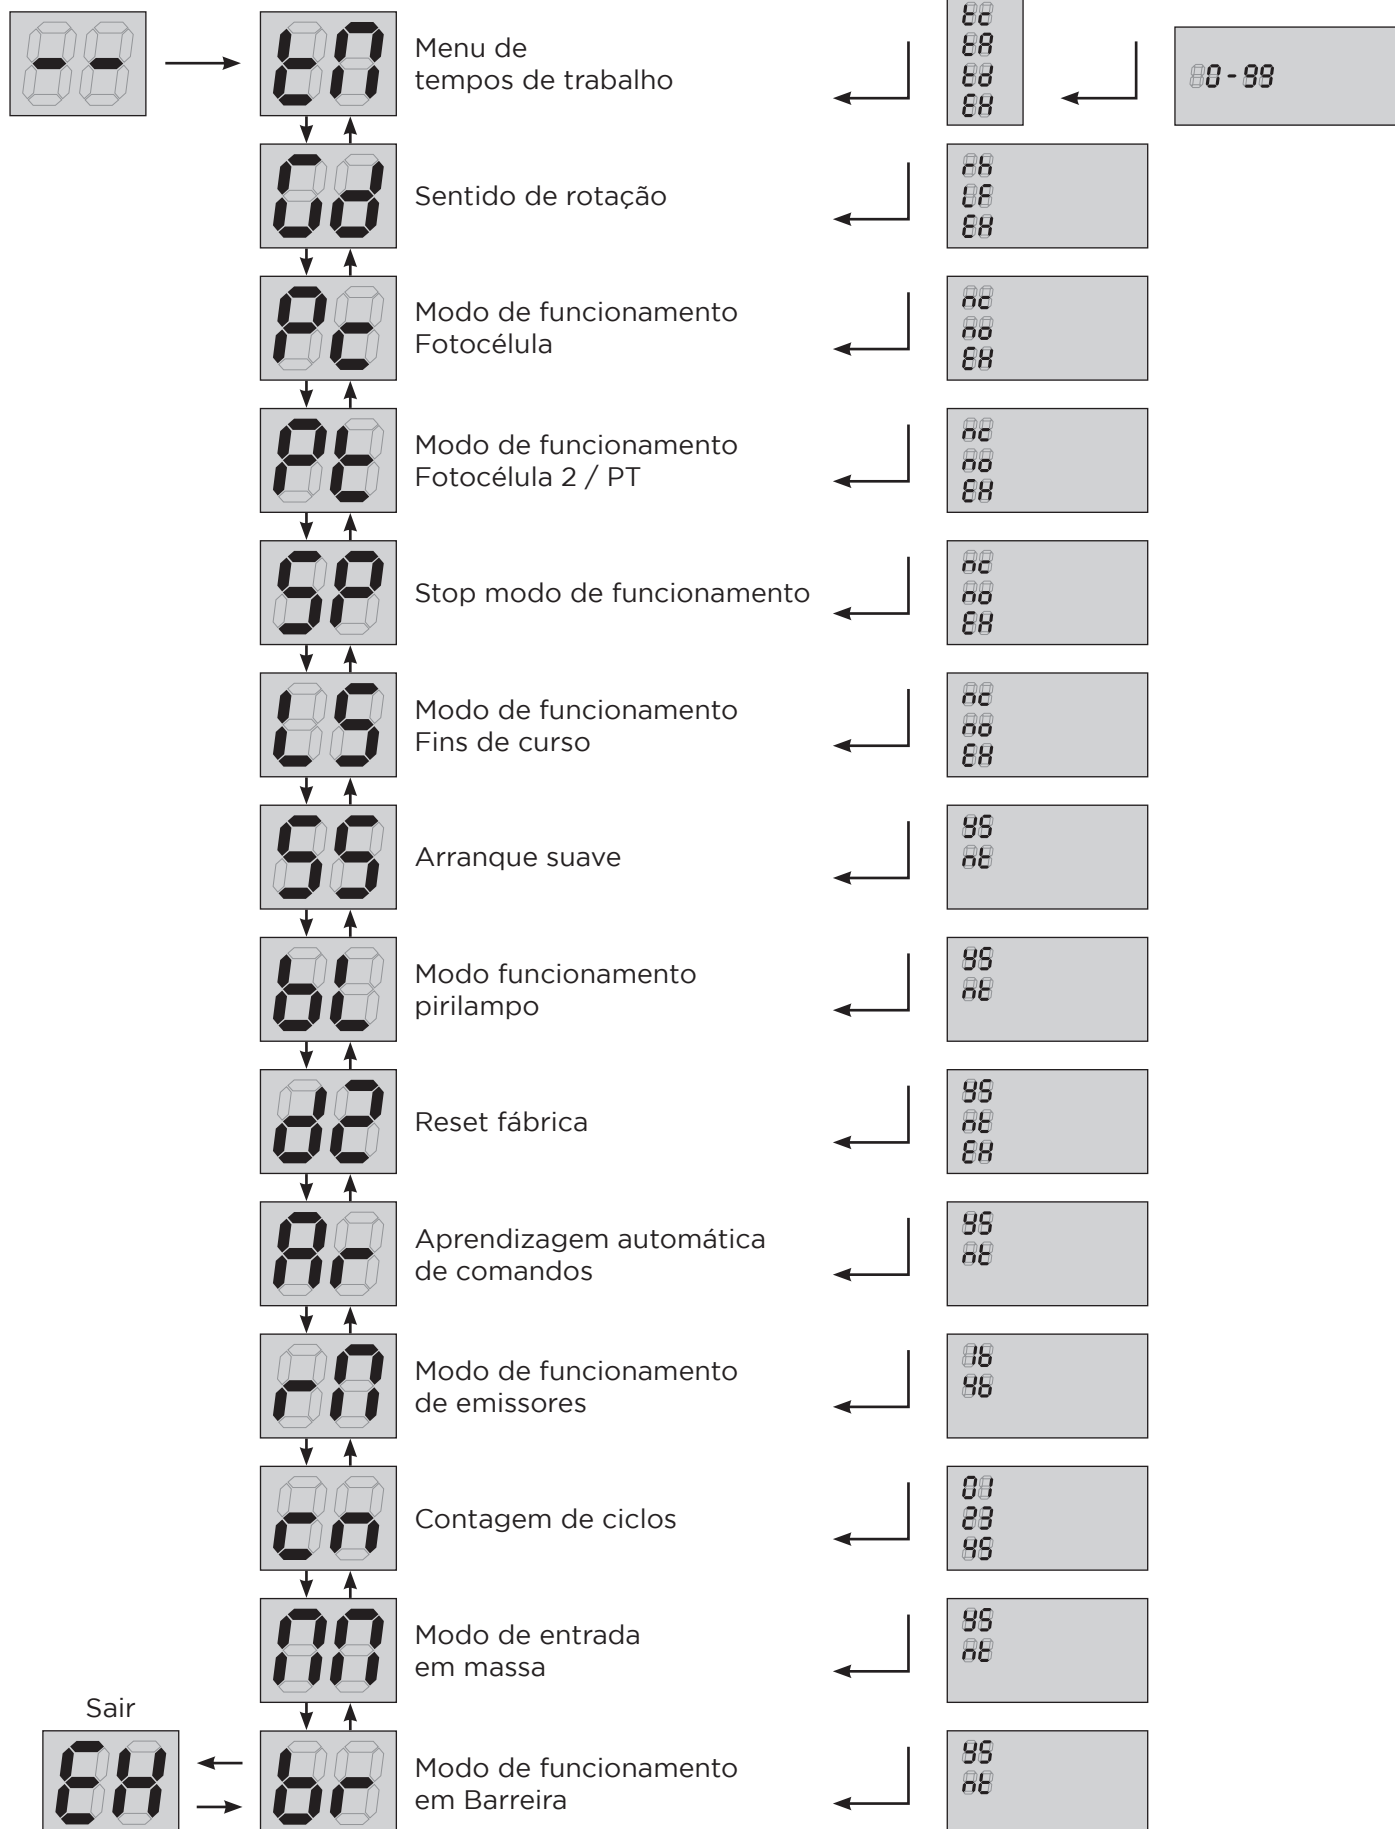 --
tn
Menu de
tempos de trabalho
tc
tA
td
EH
0-99
Cd
Sentido de rotação
rh
LF
EH
Pc
Modo de funcionamento
Fotocélula
nc
no
EH
Pt
Modo de funcionamento
Fotocélula 2 / PT
nc
no
EH
SP
Stop modo de funcionamento
nc
no
EH
LS
Modo de funcionamento
Fins de curso
nc
no
EH
SS
Arranque suave
YS
nt
bL
Modo funcionamento
pirilampo
YS
nt
d2
Reset fábrica
YS
nt
EH
Ar
Aprendizagem automática
de comandos
YS
nt
rn
Modo de funcionamento
de emissores
1b
4b
cn
Contagem de ciclos
01
23
45
nn
Modo de entrada
em massa
YS
nt
Sair
EH
br
Modo de funcionamento
em Barreira
YS
nt